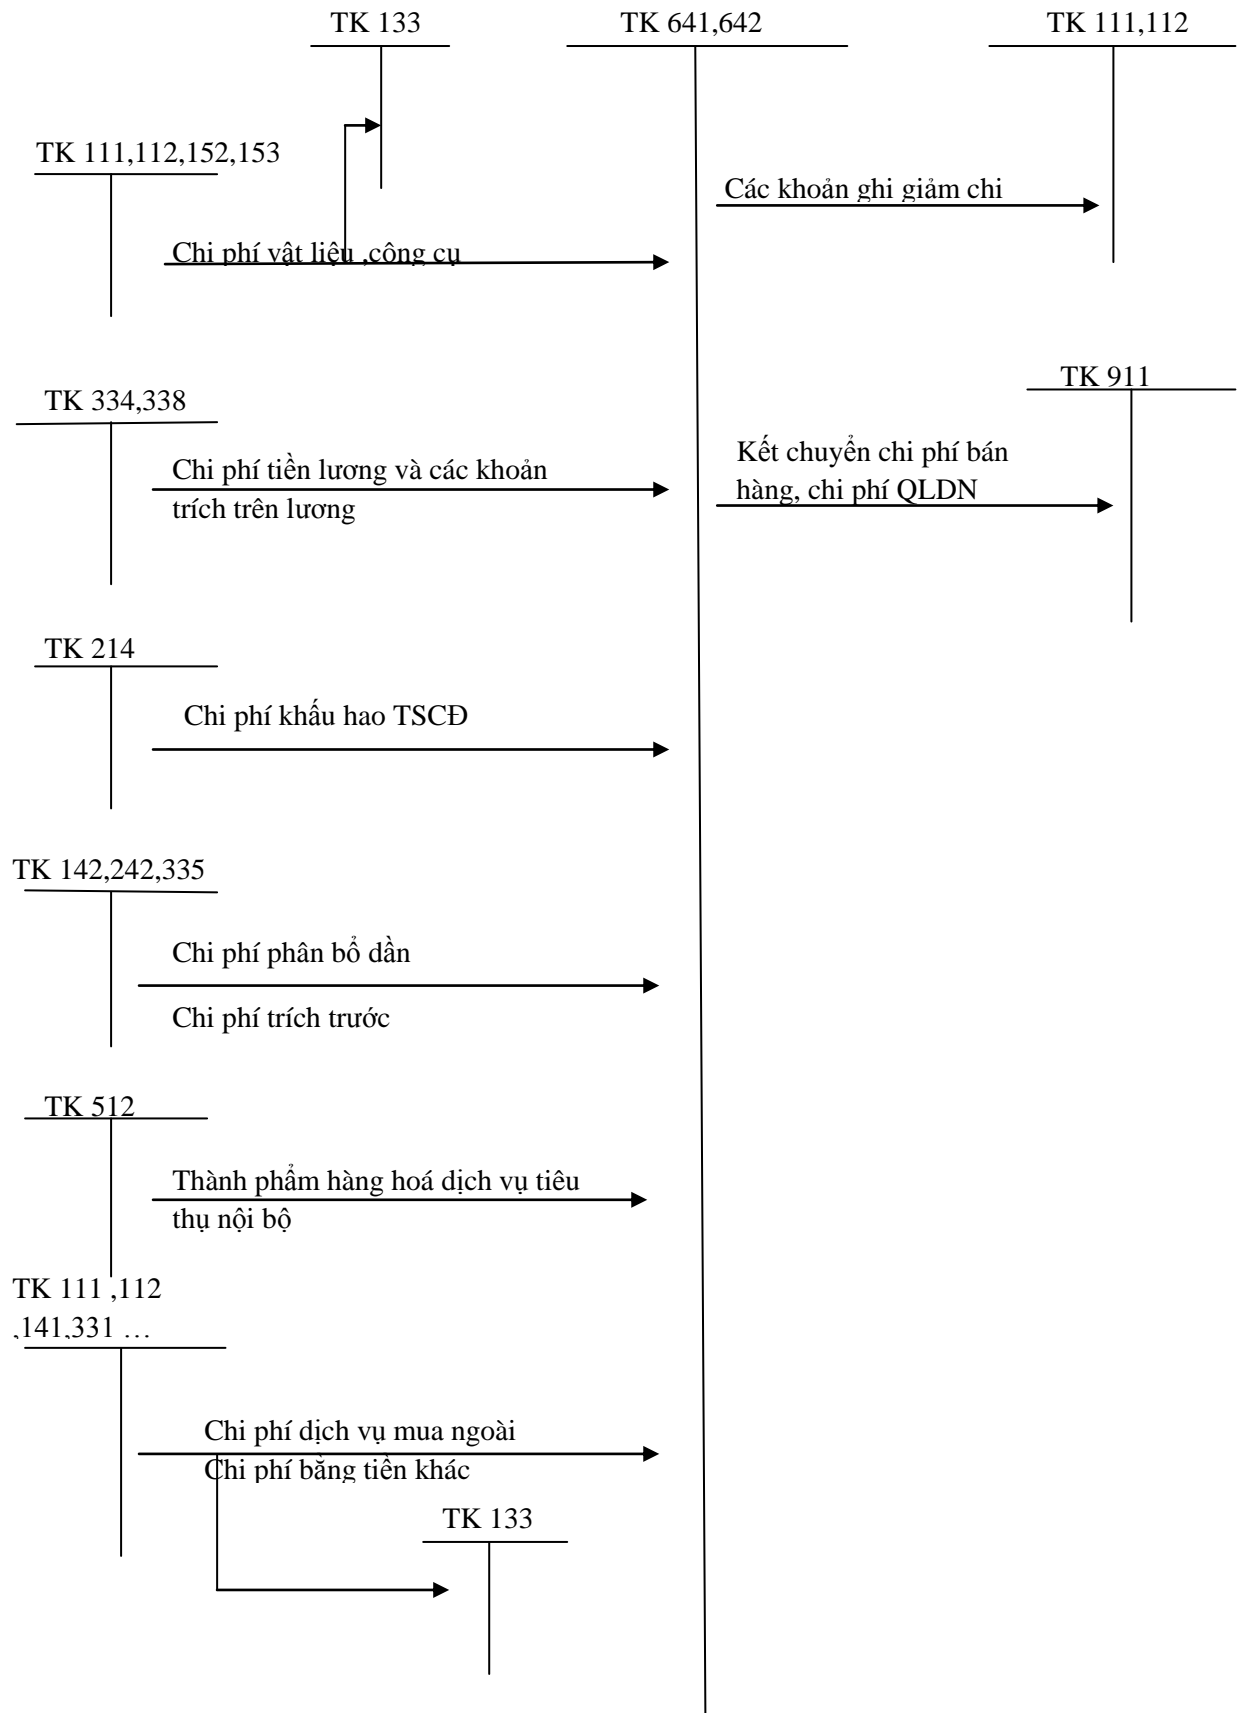 TK 133
TK 641,642
TK 111,112
TK 111,112,152,153
Các khoản ghi giảm chi
Chi phí vật liệu ,công cụ
TK 911
TK 334,338
Kết chuyển chi phí bán
hàng, chi phí QLDN
Chi phí tiền lương và các khoản
trích trên lương
TK 214
Chi phí khấu hao TSCĐ
TK 142,242,335
Chi phí phân bổ dần
Chi phí trích trước
TK 512
Thành phẩm hàng hoá dịch vụ tiêu
thụ nội bộ
TK 111 ,112
,141,331 …
Chi phí dịch vụ mua ngoài
Chi phí bằng tiền khác
TK 133